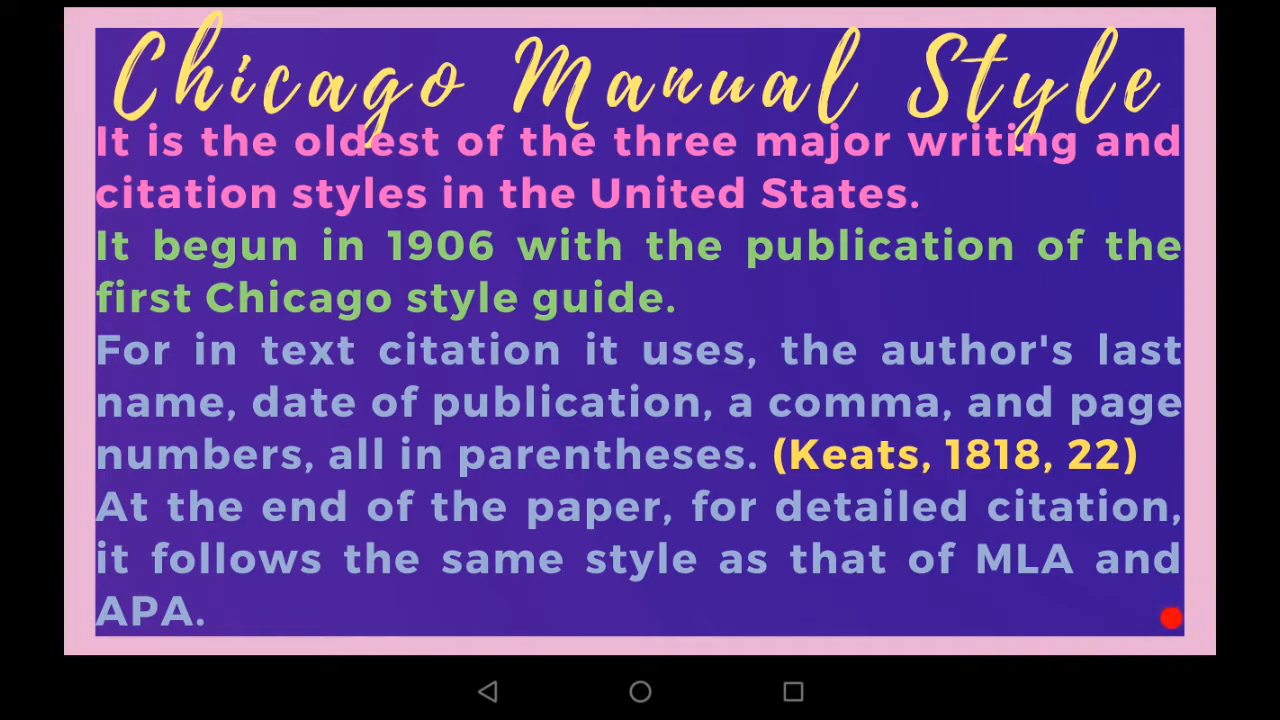 Chicago Manual Style
It is the oldest of the three major writing and
citation styles in the United States.
It begun in 1906 with the publication of the
first Chicago style guide.
For in text citation it uses, the author's last
name, date of publication, a comma, and page
numbers, all in parentheses. (Keats, 1818, 22)
At the end of the paper, for detailed citation,
it follows the same style as that of MLA and
APA.